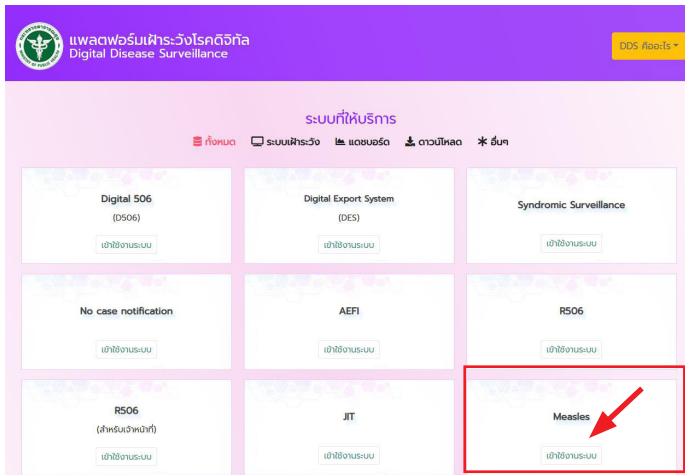 แพลตฟอร์มเฝ้าระวังโรคดิจิทัล
Digital Disease Surveillance
DDS คืออะไร
ระบบที่ให้บริการ
ทั้งหมด ระบบเฝ้าระวัง แดชบอร์ด ดาวน์โหลด อื่นๆ
Digital 506
(D506)
เข้าใช้งานระบบ
Digital Export System
(DES)
เข้าใช้งานระบบ
Syndromic Surveillance
เข้าใช้งานระบบ
No case notification
เข้าใช้งานระบบ
AEFI
เข้าใช้งานระบบ
R506
เข้าใช้งานระบบ
R506
(สำหรับเจ้าหน้าที่)
เข้าใช้งานระบบ
JIT
เข้าใช้งานระบบ
Measles
เข้าใช้งานระบบ